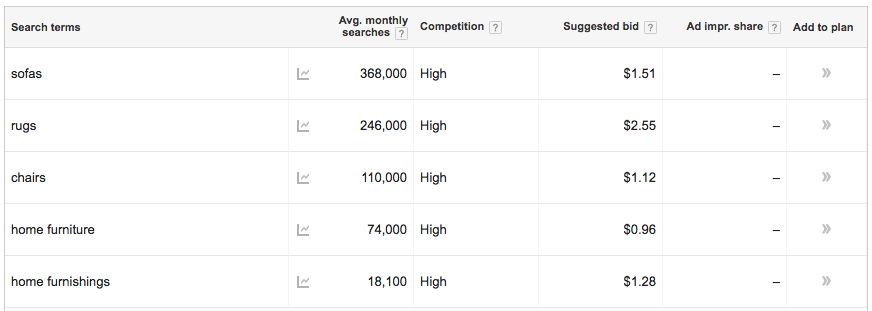 Search terms Avg. monthly searches ? Competition ? Suggested bid ? Ad impr. share ? Add to plan
sofas 368,000 High $1.51 – »
rugs 246,000 High $2.55 – »
chairs 110,000 High $1.12 – »
home furniture 74,000 High $0.96 – »
home furnishings 18,100 High $1.28 – »